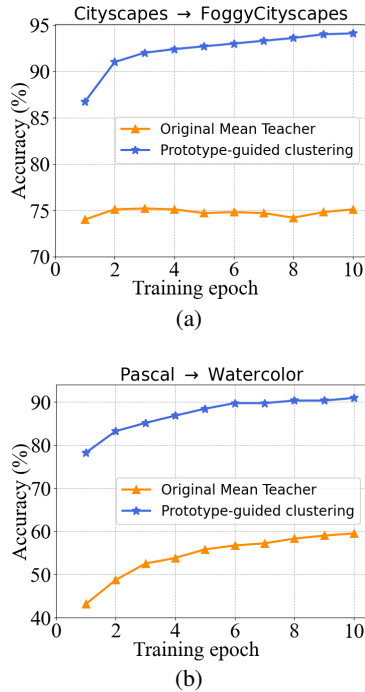 Cityscapes → FoggyCityscapes
95
90
85
80
75
70
Accuracy (%)
Original Mean Teacher
Prototype-guided clustering
0 2 4 6 8 10
Training epoch
(a)
Pascal → Watercolor
90
80
70
60
50
40
Accuracy (%)
Original Mean Teacher
Prototype-guided clustering
0 2 4 6 8 10
Training epoch
(b)